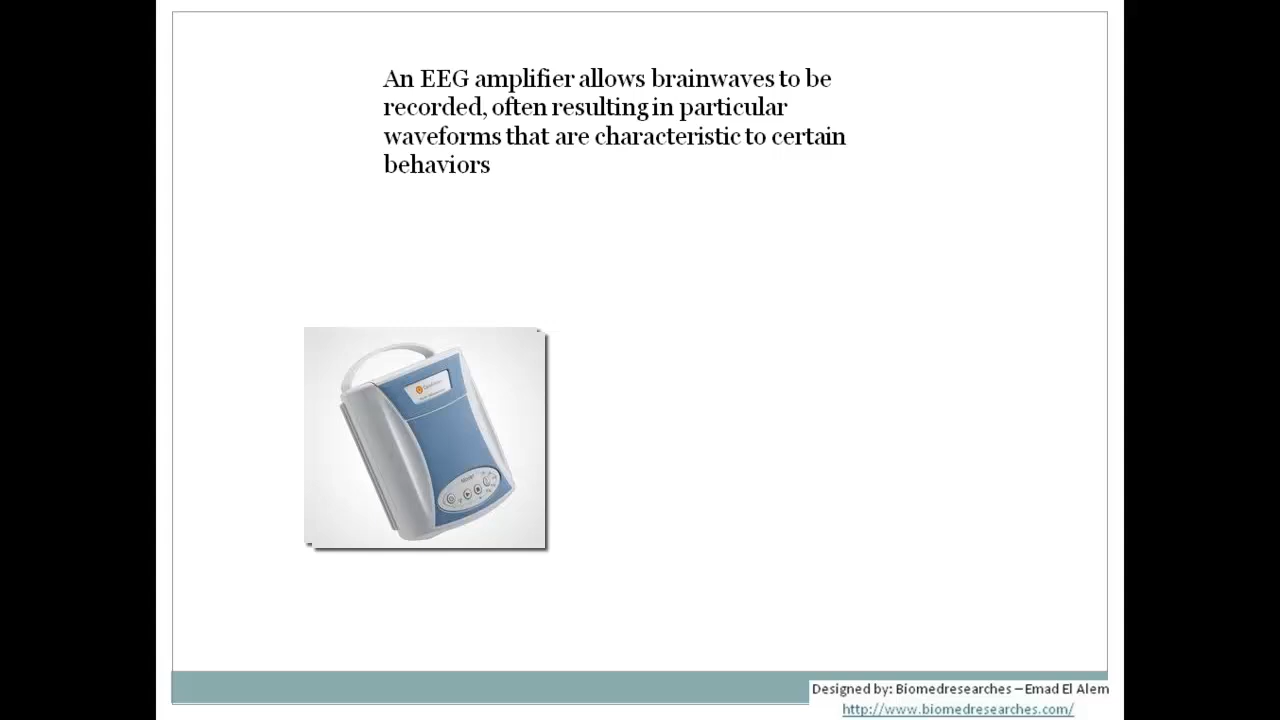 An EEG amplifier allows brainwaves to be
recorded, often resulting in particular
waveforms that are characteristic to certain
behaviors
Designed by: Biomedresearches – Emad El Alem
http://www.biomedresearches.com/